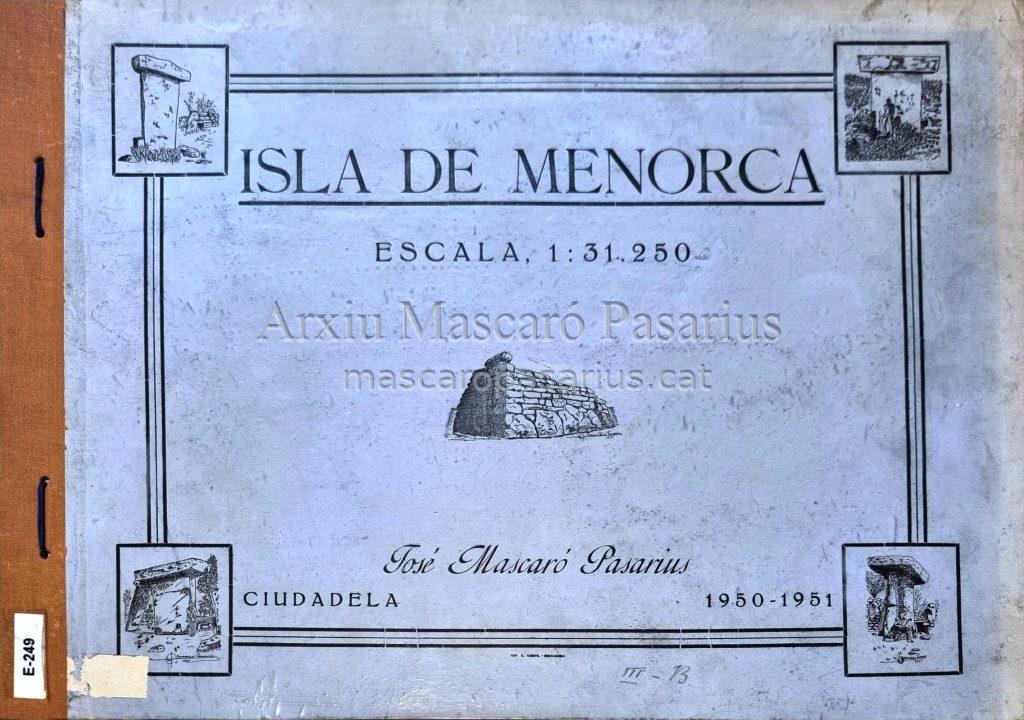 ISLA DE MENORCA
ESCALA, 1:31.250
Arxiu Mascaró Pasarius
mascaropasarius.cat
José Mascaró Pasarius
CIUDADELA 1950-1951
III - B
E-249